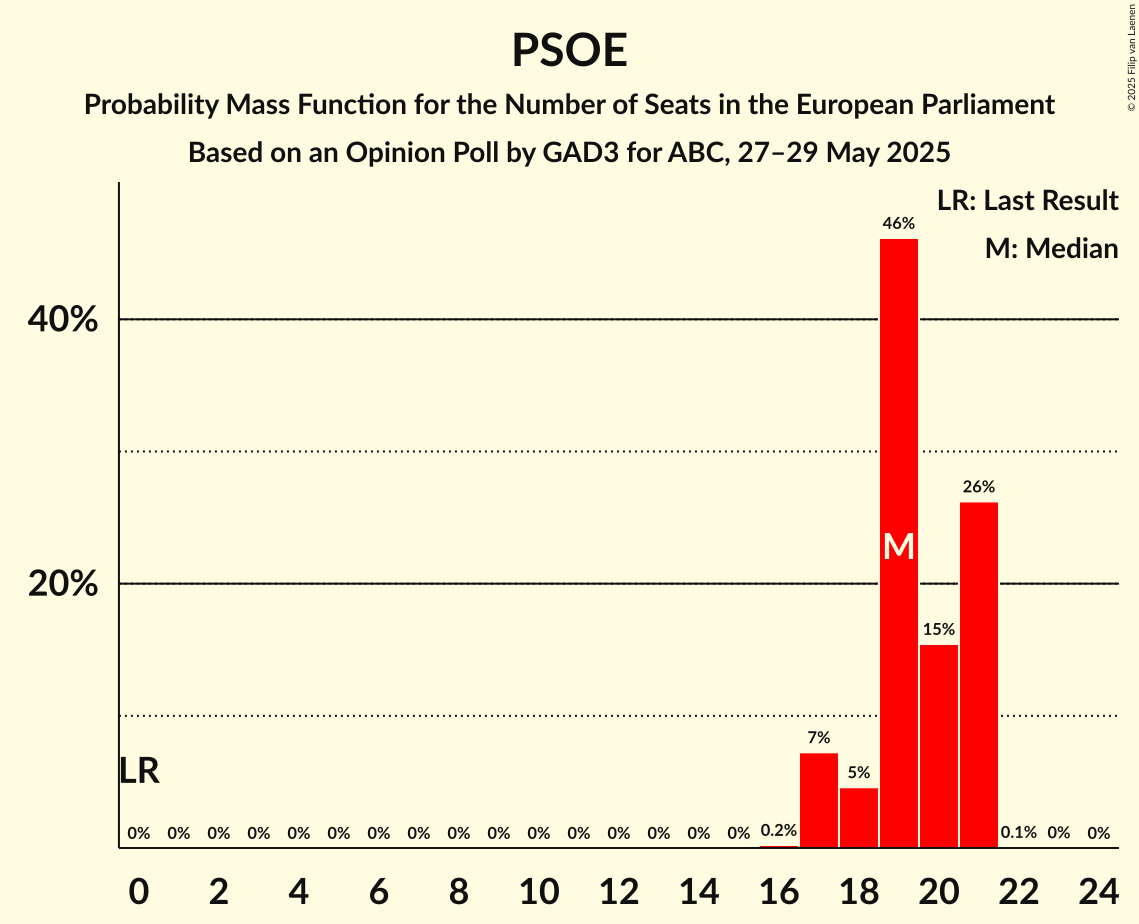 PSOE
Probability Mass Function for the Number of Seats in the European Parliament
Based on an Opinion Poll by GAD3 for ABC, 27–29 May 2025
© 2025 Filip van Laenen
LR: Last Result
M: Median
40%
20%
46%
26%
M
15%
7%
5%
LR
0% 0% 0% 0% 0% 0% 0% 0% 0% 0% 0% 0% 0% 0% 0% 0% 0.2% 0.1% 0% 0%
0 2 4 6 8 10 12 14 16 18 20 22 24